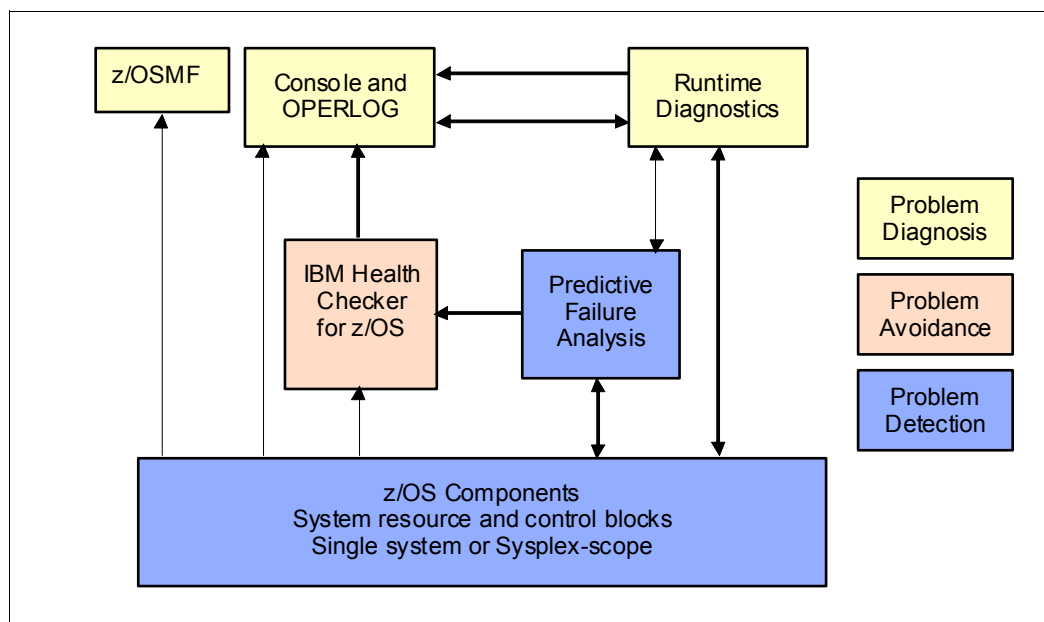 z/OSMF
Console and
OPERLOG
Runtime
Diagnostics
IBM Health
Checker
for z/OS
Predictive
Failure
Analysis
Problem
Diagnosis
Problem
Avoidance
Problem
Detection
z/OS Components
System resource and control blocks
Single system or Sysplex-scope